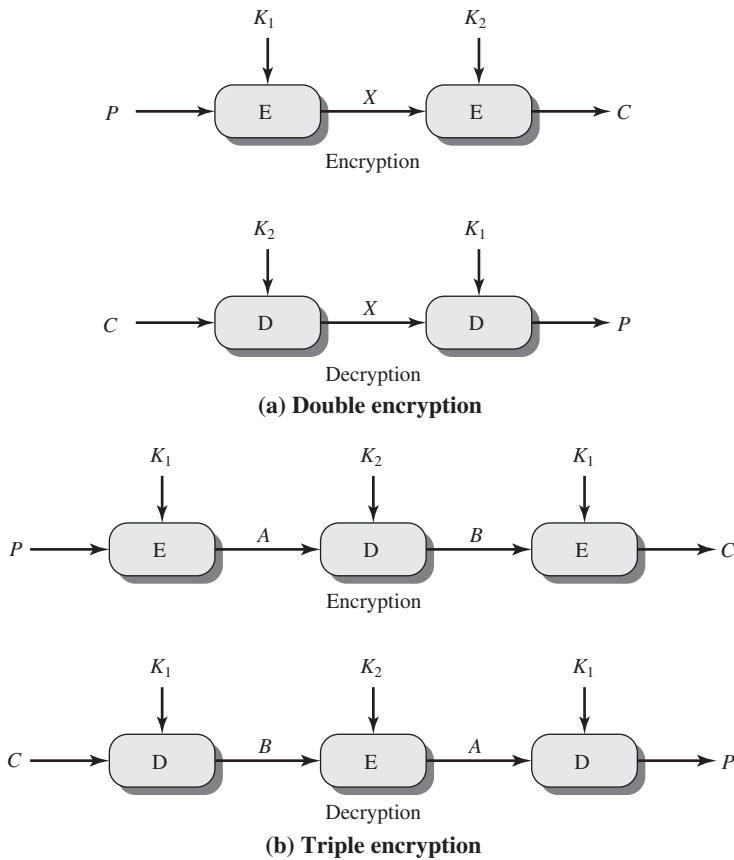 K₁ K₂
P E X E C
Encryption
K₂ K₁
C D X D P
Decryption
(a) Double encryption
K₁ K₂ K₁
P E A D B E C
Encryption
K₁ K₂ K₁
C D B E A D P
Decryption
(b) Triple encryption